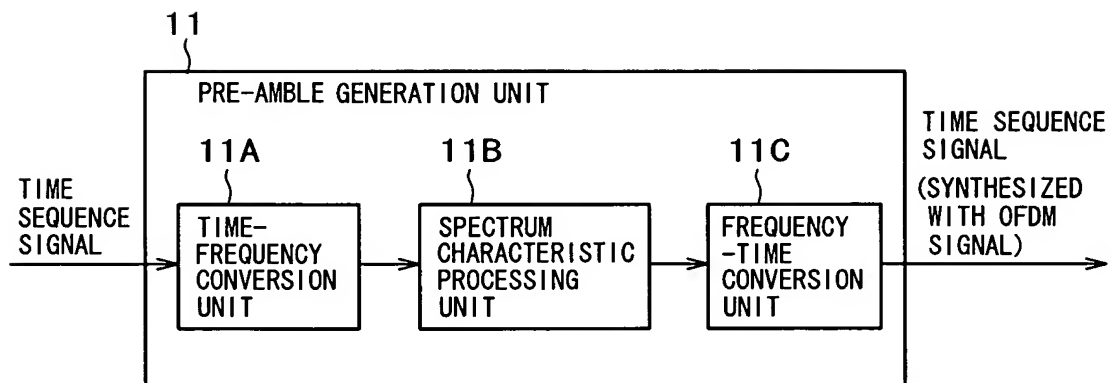 11
PRE-AMBLE GENERATION UNIT
TIME
SEQUENCE
SIGNAL
11A
TIME-
FREQUENCY
CONVERSION
UNIT
11B
SPECTRUM
CHARACTERISTIC
PROCESSING
UNIT
11C
FREQUENCY
-TIME
CONVERSION
UNIT
TIME SEQUENCE
SIGNAL
(SYNTHESIZED
WITH OFDM
SIGNAL)